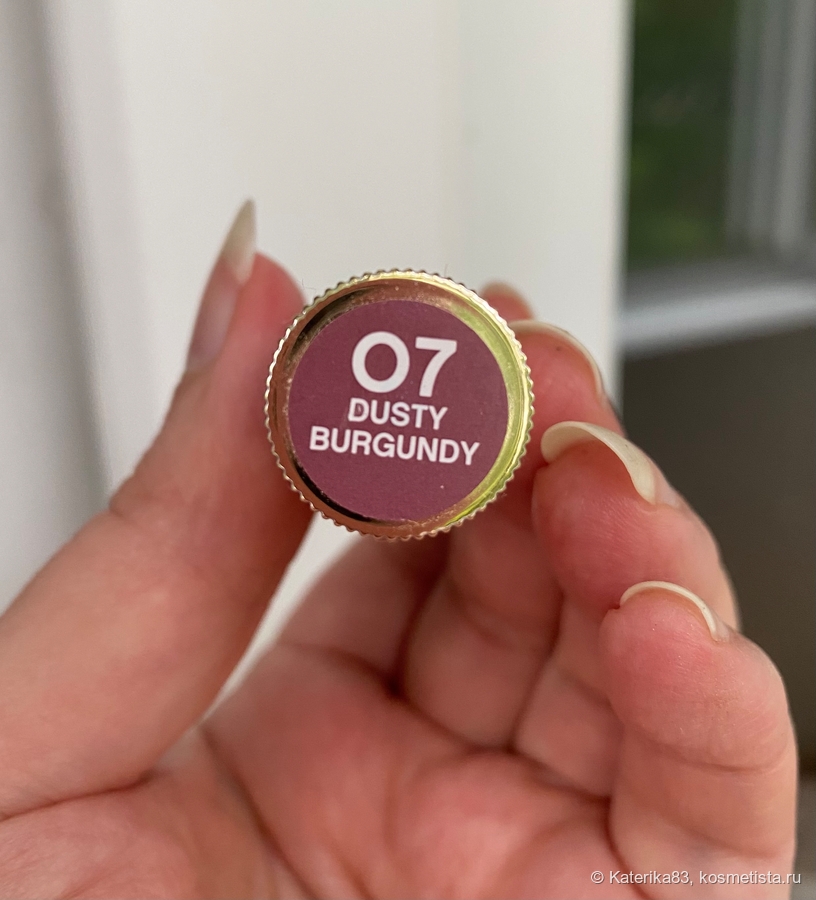 07
DUSTY
BURGUNDY
© Katerika83, kosmetista.ru